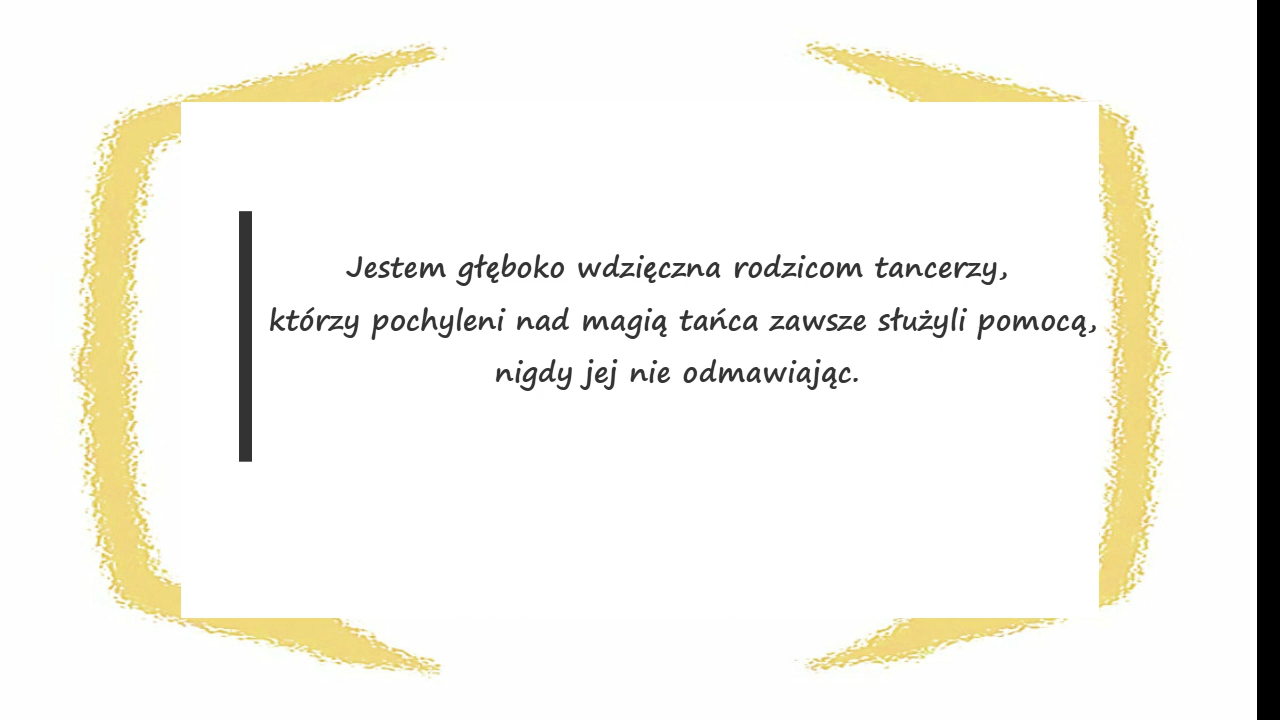 Jestem głęboko wdzięczna rodzicom tancerzy,
którzy pochyleni nad magią tańca zawsze służyli pomocą,
nigdy jej nie odmawiając.